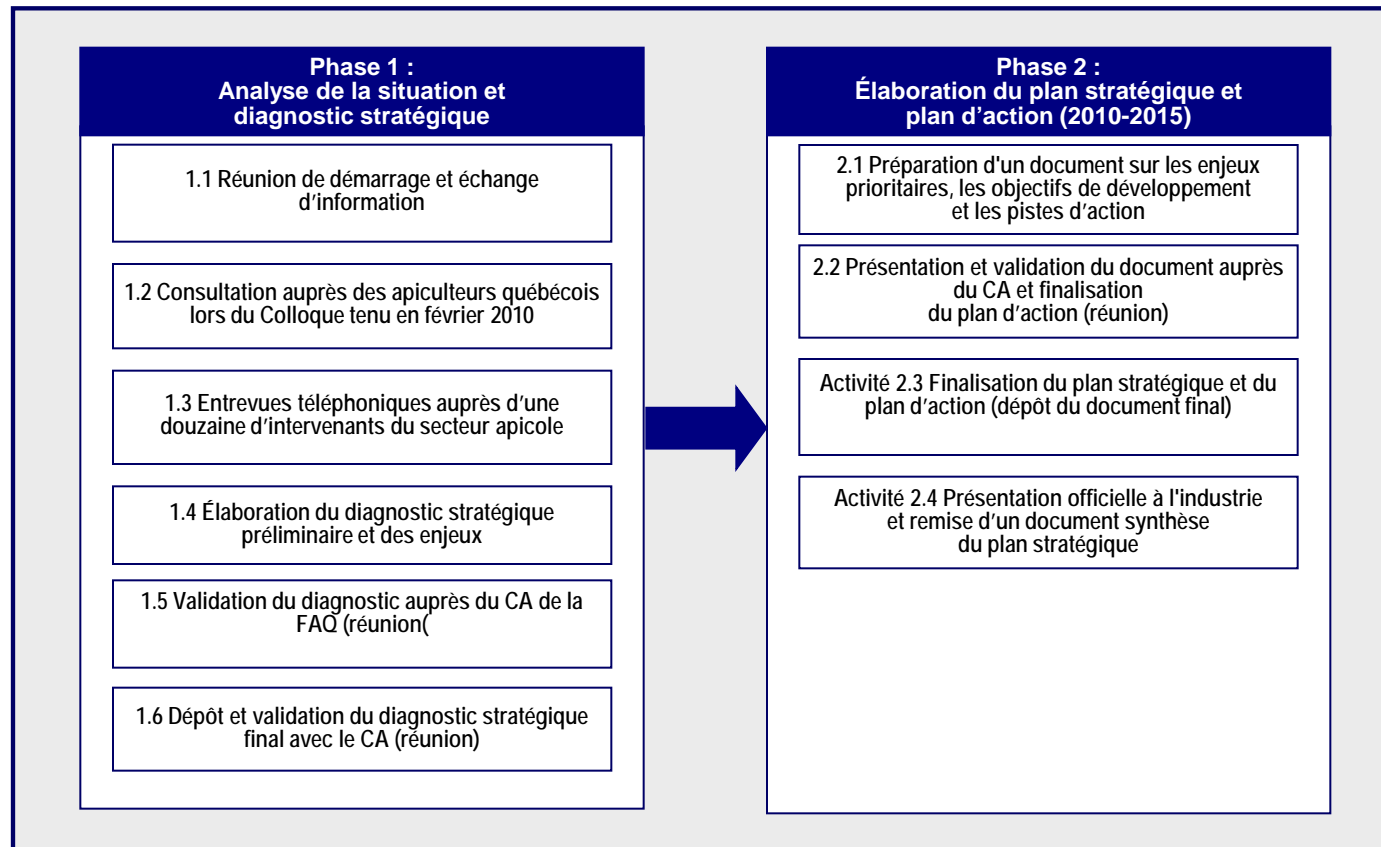 Phase 1 :
Analyse de la situation et
diagnostic stratégique
1.1 Réunion de démarrage et échange
d’information
1.2 Consultation auprès des apiculteurs québécois
lors du Colloque tenu en février 2010
1.3 Entrevues téléphoniques auprès d’une
douzaine d’intervenants du secteur apicole
1.4 Élaboration du diagnostic stratégique
préliminaire et des enjeux
1.5 Validation du diagnostic auprès du CA de la
FAQ (réunion(
1.6 Dépôt et validation du diagnostic stratégique
final avec le CA (réunion)
Phase 2 :
Élaboration du plan stratégique et
plan d’action (2010-2015)
2.1 Préparation d'un document sur les enjeux
prioritaires, les objectifs de développement
et les pistes d’action
2.2 Présentation et validation du document auprès
du CA et finalisation
du plan d’action (réunion)
Activité 2.3 Finalisation du plan stratégique et du
plan d’action (dépôt du document final)
Activité 2.4 Présentation officielle à l'industrie
et remise d’un document synthèse
du plan stratégique